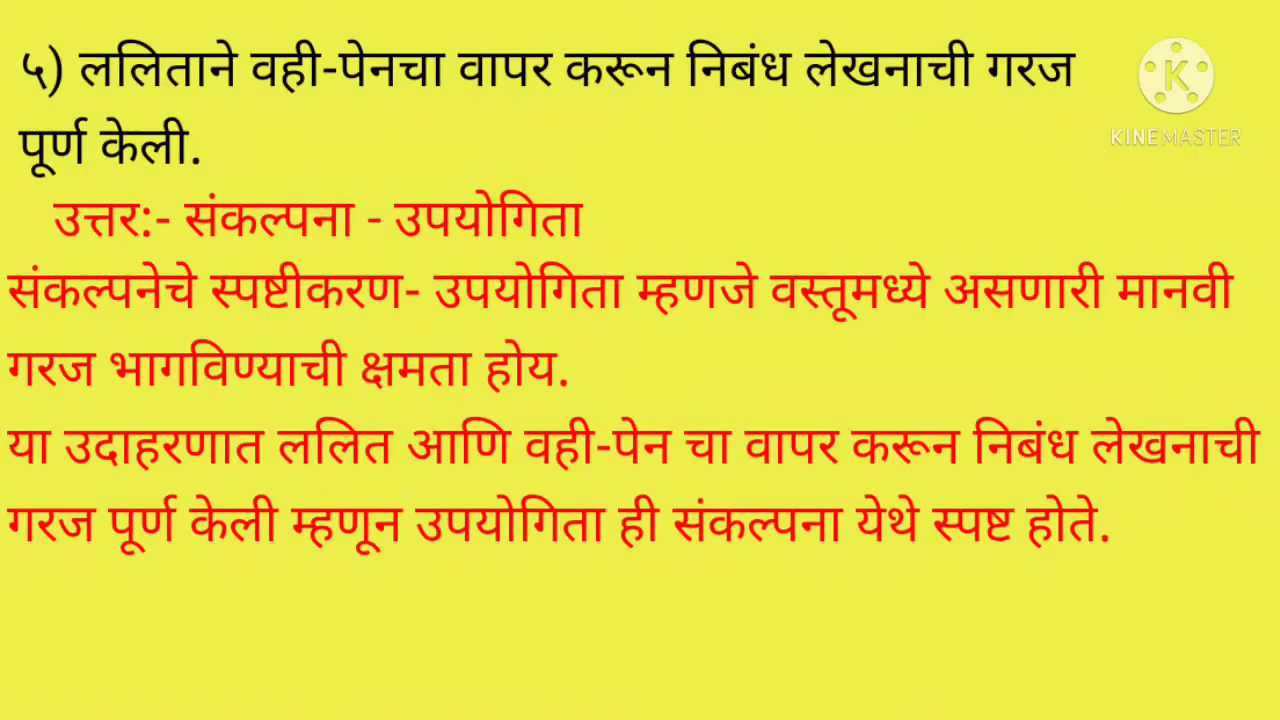 ५) ललिताने वही-पेनचा वापर करून निबंध लेखनाची गरज
पूर्ण केली.
उत्तर:- संकल्पना - उपयोगिता
संकल्पनेचे स्पष्टीकरण- उपयोगिता म्हणजे वस्तूमध्ये असणारी मानवी
गरज भागविण्याची क्षमता होय.
या उदाहरणात ललित आणि वही-पेन चा वापर करून निबंध लेखनाची
गरज पूर्ण केली म्हणून उपयोगिता ही संकल्पना येथे स्पष्ट होते.
K
KINEMASTER